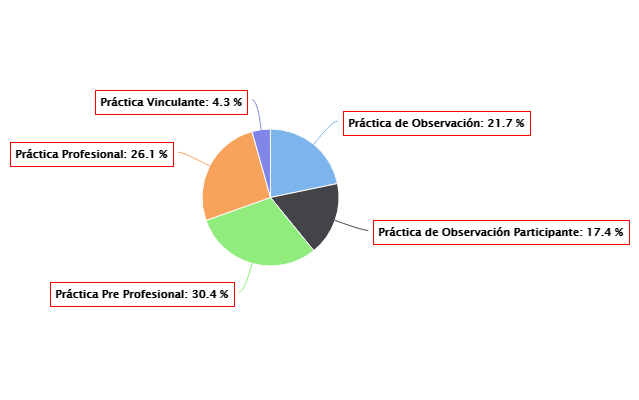 Práctica Vinculante: 4.3 %
Práctica de Observación: 21.7 %
Práctica Profesional: 26.1 %
Práctica de Observación Participante: 17.4 %
Práctica Pre Profesional: 30.4 %